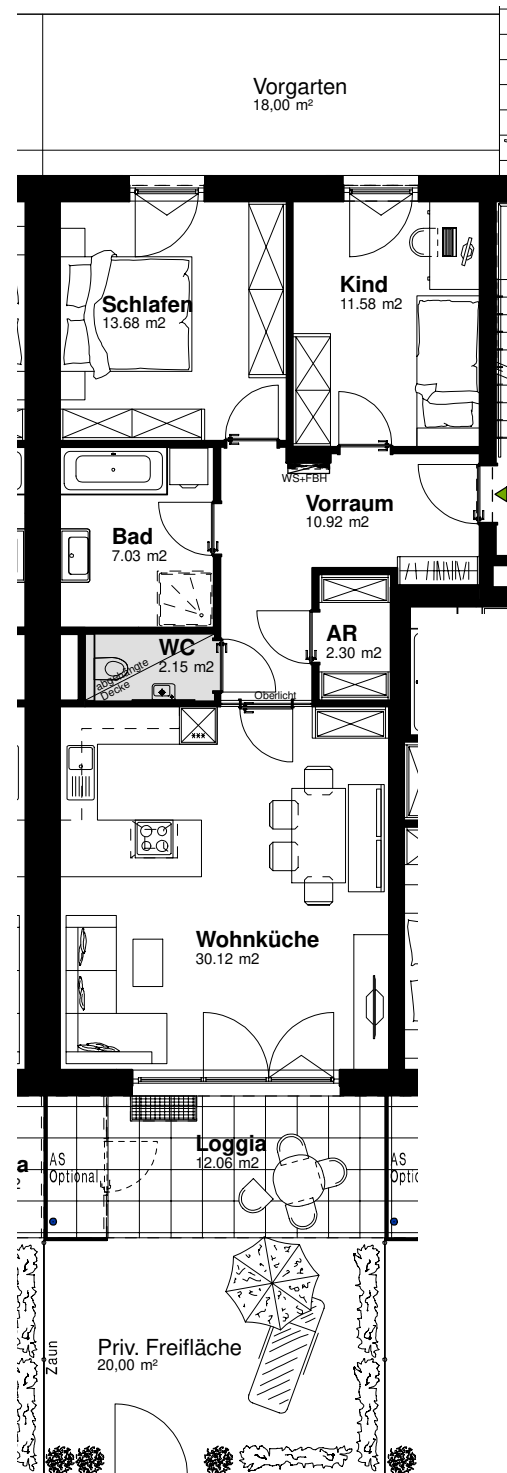 Vorgarten
18,00 m²
Schlafen
13.68 m2
Kind
11.58 m2
WS+FBH
Vorraum
10.92 m2
Bad
7.03 m2
WC
2.15 m2
abgehängte
Decke
AR
2.30 m2
Oberlicht
Wohnküche
30.12 m2
Loggia
12.06 m2
a
2
AS
Optional
AS
Zaun
Priv. Freifläche
20,00 m²